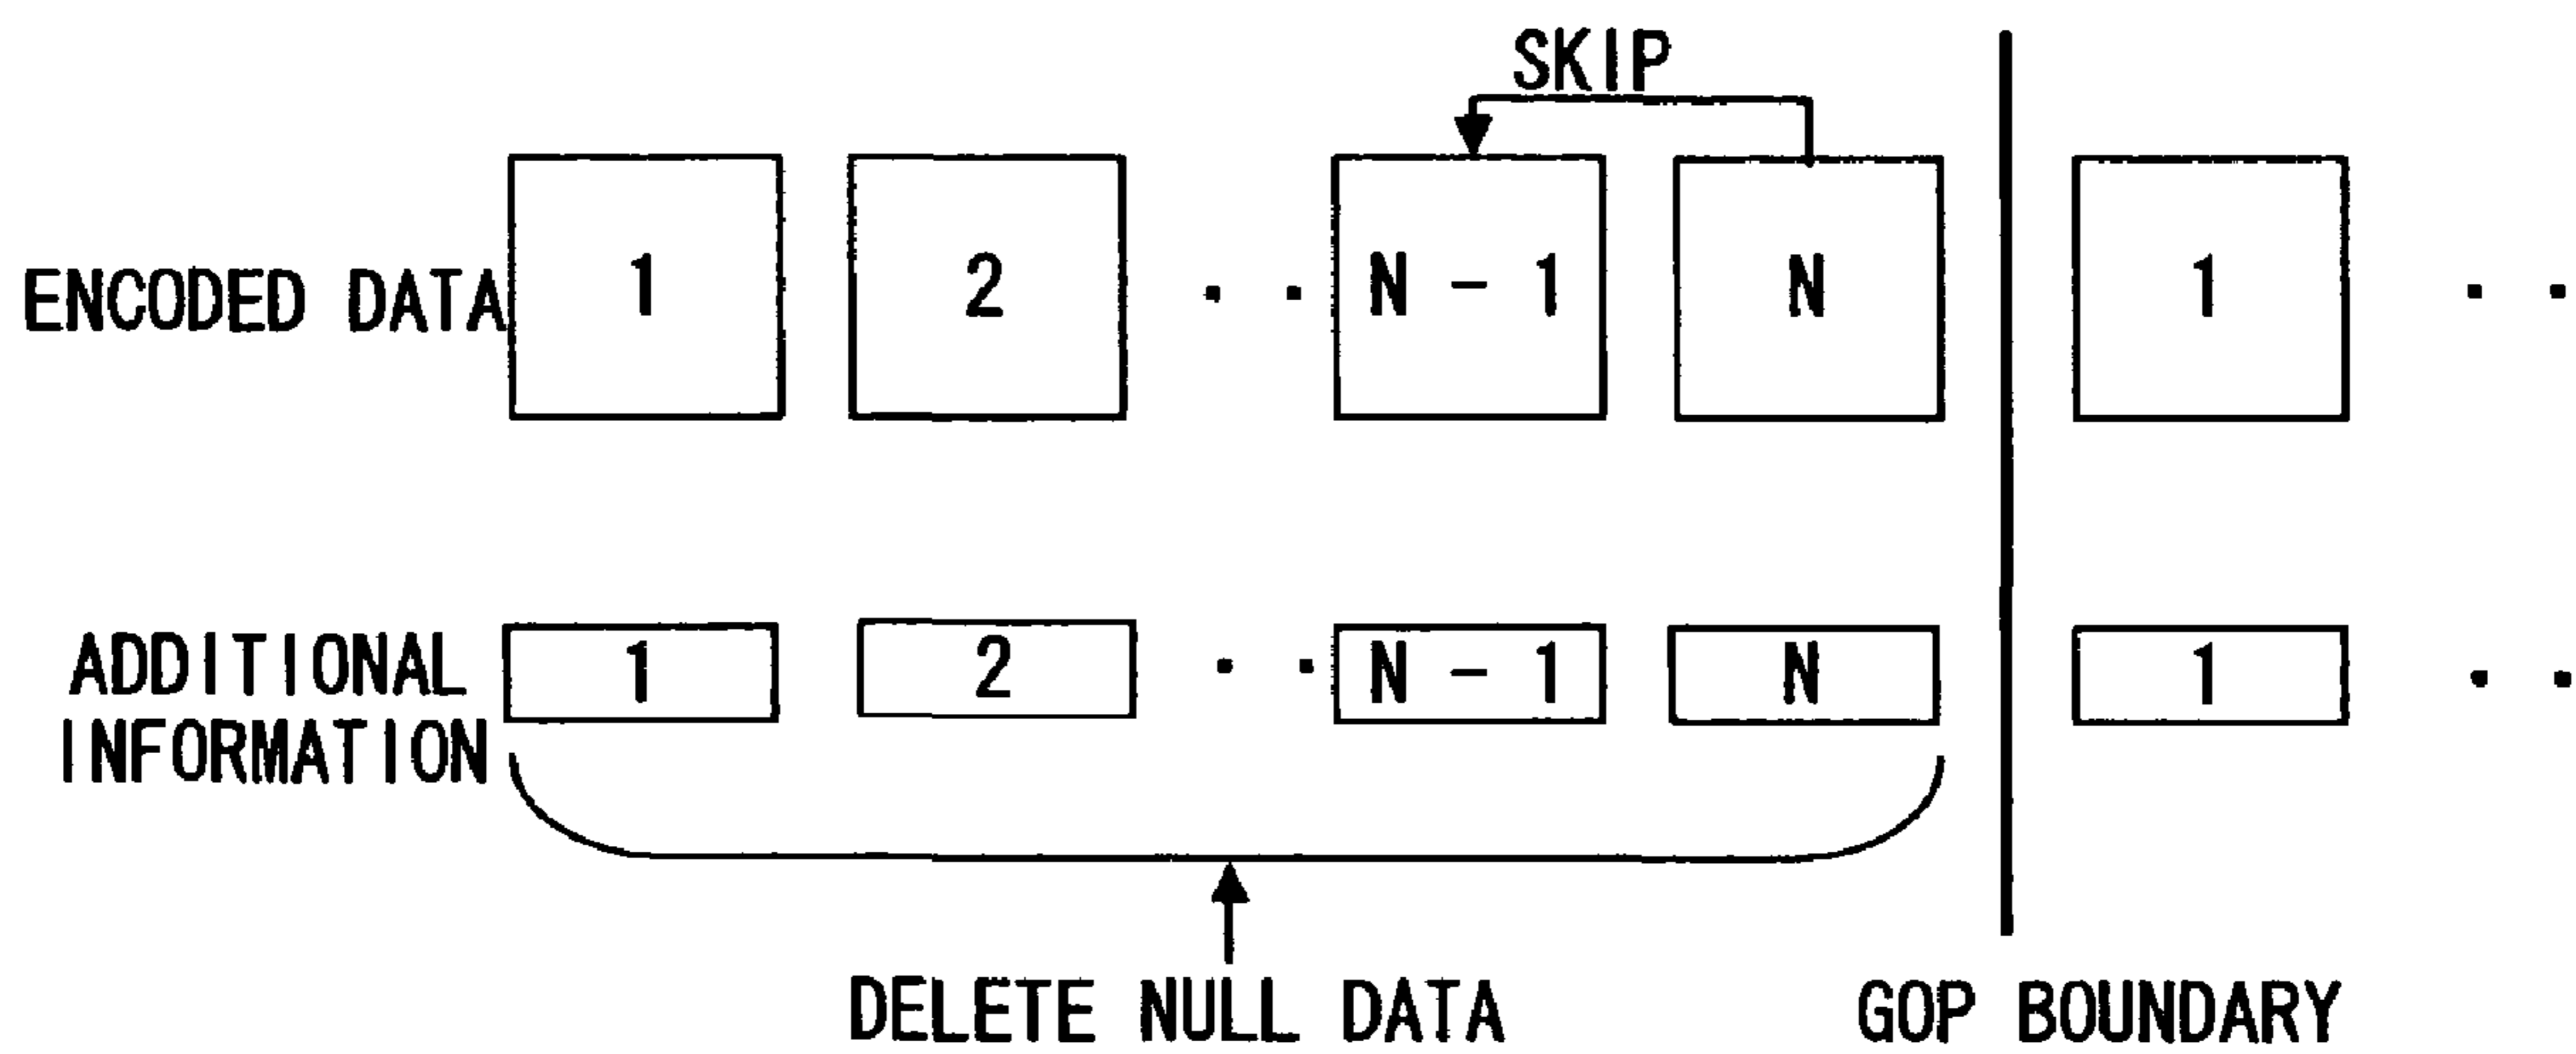 SKIP
ENCODED DATA 1 2 · · N - 1 N 1 · ·
ADDITIONAL INFORMATION 1 2 · · N - 1 N 1 · ·
DELETE NULL DATA GOP BOUNDARY